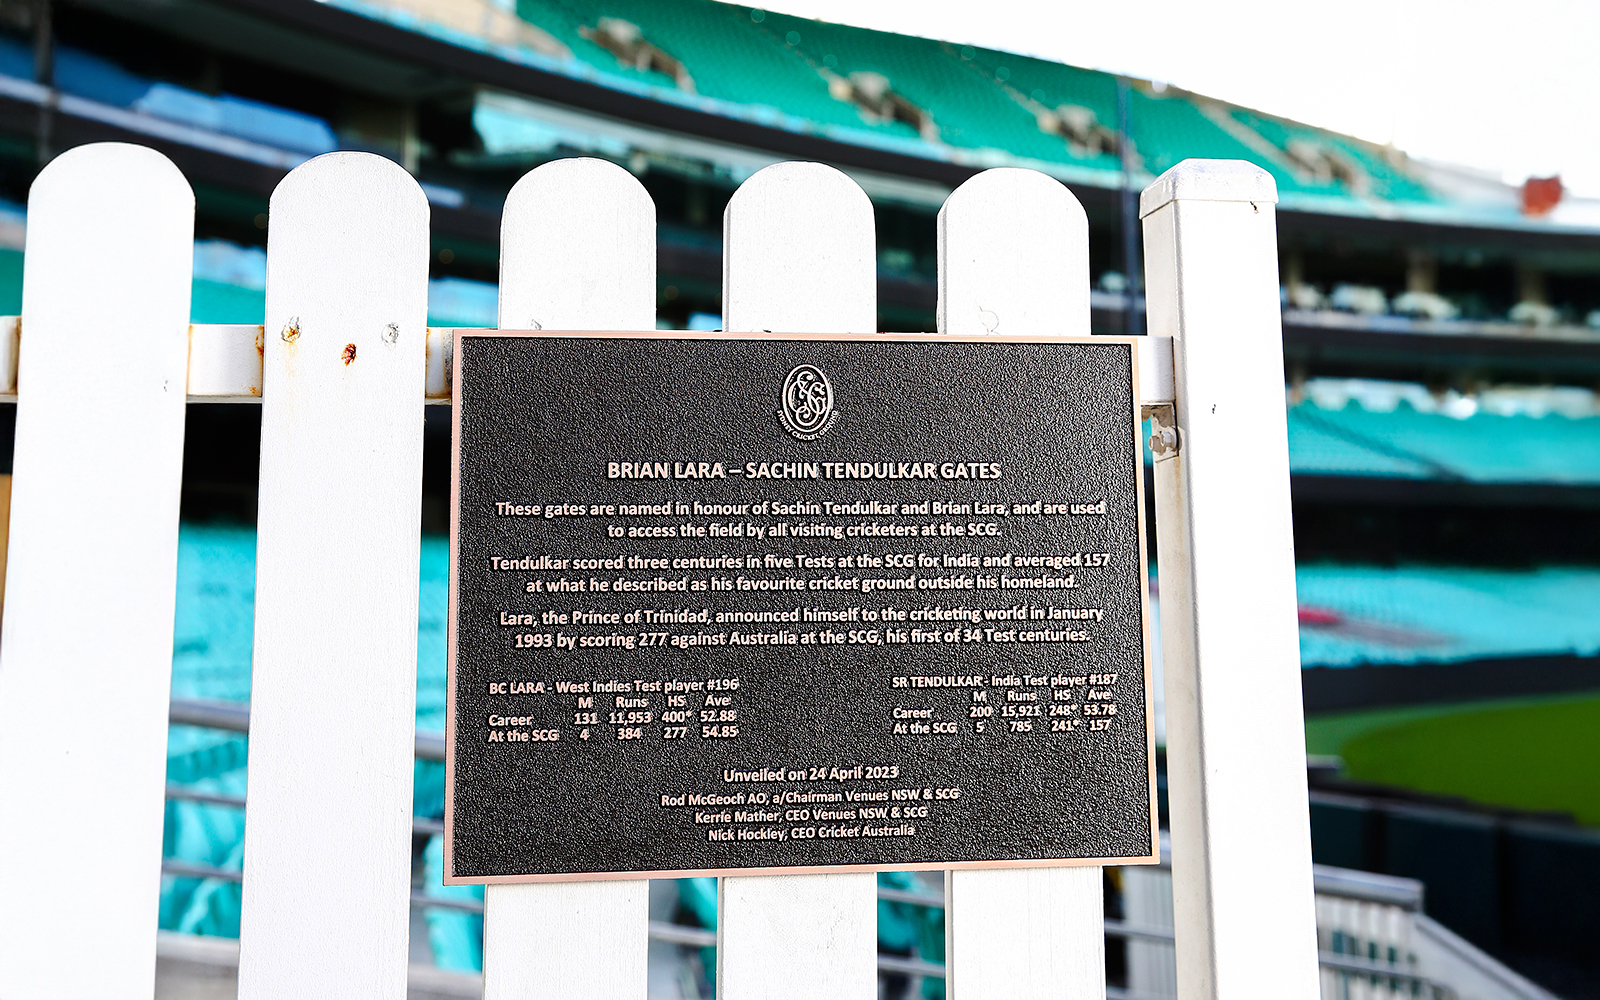 SYDNEY CRICKET GROUND
BRIAN LARA – SACHIN TENDULKAR GATES
These gates are named in honour of Sachin Tendulkar and Brian Lara, and are used
to access the field by all visiting cricketers at the SCG.
Tendulkar scored three centuries in five Tests at the SCG for India and averaged 157
at what he described as his favourite cricket ground outside his homeland.
Lara, the Prince of Trinidad, announced himself to the cricketing world in January
1993 by scoring 277 against Australia at the SCG, his first of 34 Test centuries.
BC LARA - West Indies Test player #196
M Runs HS Ave
Career 131 11,953 400* 52.88
At the SCG 4 384 277 54.85
SR TENDULKAR - India Test player #187
M Runs HS Ave
Career 200 15,921 248* 53.78
At the SCG 5 785 241* 157
Unveiled on 24 April 2023
Rod McGeoch AO, a/Chairman Venues NSW & SCG
Kerrie Mather, CEO Venues NSW & SCG
Nick Hockley, CEO Cricket Australia